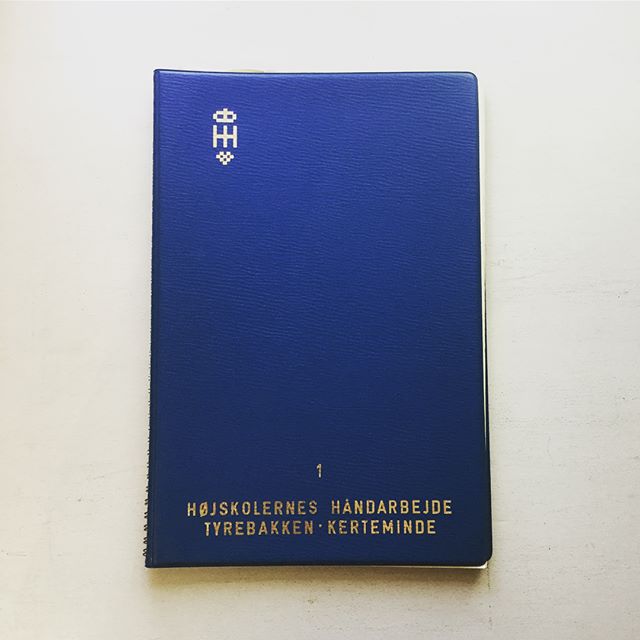 1
HØJSKOLERNES HÅNDARBEJDE
TYREBAKKEN · KERTEMINDE